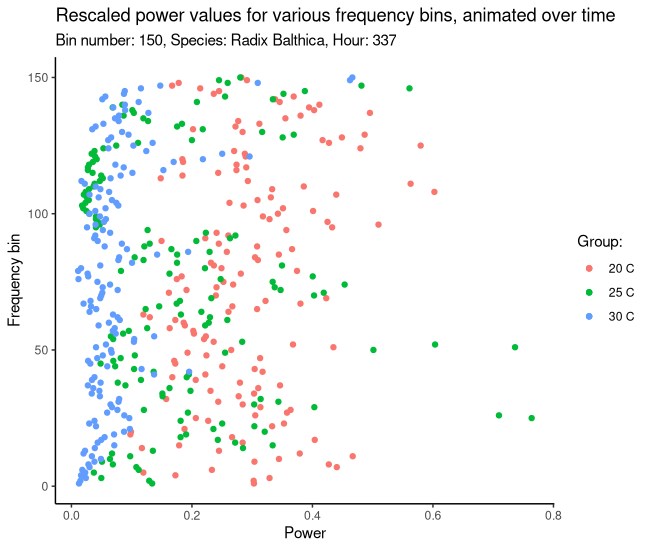 Rescaled power values for various frequency bins, animated over time
Bin number: 150, Species: Radix Balthica, Hour: 337
150
100
50
0
Frequency bin
0.0
0.2
0.4
0.6
0.8
Power
Group:
20 C
25 C
30 C